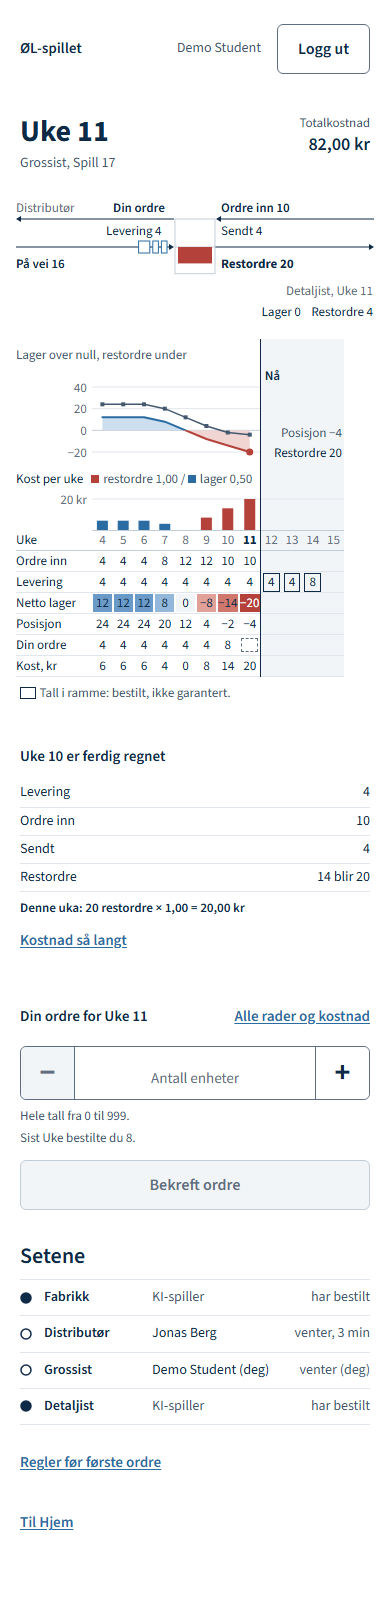 ØL-spillet
Demo Student
Logg ut
Uke 11
Grossist, Spill 17
Totalkostnad
82,00 kr
Distributør
Din ordre
Ordre inn 10
Levering 4
Sendt 4
På vei 16
Restordre 20
Detaljist, Uke 11
Lager 0 Restordre 4
Lager over null, restordre under
Nå
40
20
0
−20
Posisjon −4
Restordre 20
Kost per uke restordre 1,00 / lager 0,50
20 kr
Uke 4 5 6 7 8 9 10 11 12 13 14 15
Ordre inn 4 4 4 8 12 12 10 10
Levering 4 4 4 4 4 4 4 4 4 4 8
Netto lager 12 12 12 8 0 −8 −14 −20
Posisjon 24 24 24 20 12 4 −2 −4
Din ordre 4 4 4 4 4 4 8
Kost, kr 6 6 6 4 0 8 14 20
Tall i ramme: bestilt, ikke garantert.
Uke 10 er ferdig regnet
Levering 4
Ordre inn 10
Sendt 4
Restordre 14 blir 20
Denne uka: 20 restordre × 1,00 = 20,00 kr
Kostnad så langt
Din ordre for Uke 11
Alle rader og kostnad
− Antall enheter +
Hele tall fra 0 til 999.
Sist Uke bestilte du 8.
Bekreft ordre
Setene
Fabrikk KI-spiller har bestilt
Distributør Jonas Berg venter, 3 min
Grossist Demo Student (deg) venter (deg)
Detaljist KI-spiller har bestilt
Regler før første ordre
Til Hjem